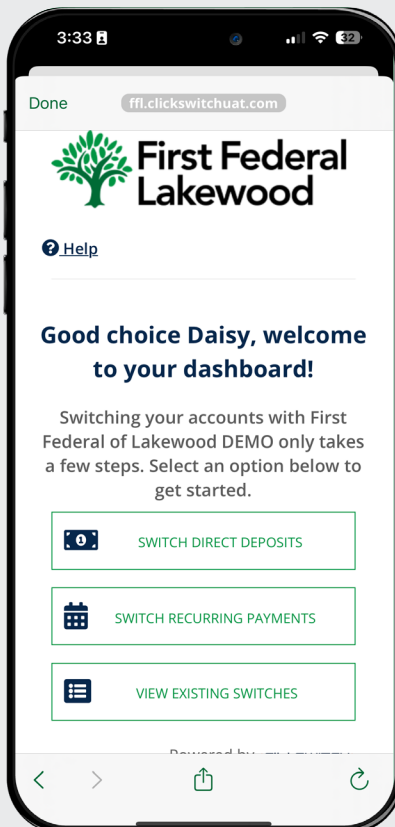 3:33
32
Done
ffl.clickswitchuat.com
First Federal
Lakewood
Help
Good choice Daisy, welcome
to your dashboard!
Switching your accounts with First
Federal of Lakewood DEMO only takes
a few steps. Select an option below to
get started.
SWITCH DIRECT DEPOSITS
SWITCH RECURRING PAYMENTS
VIEW EXISTING SWITCHES
Powered by